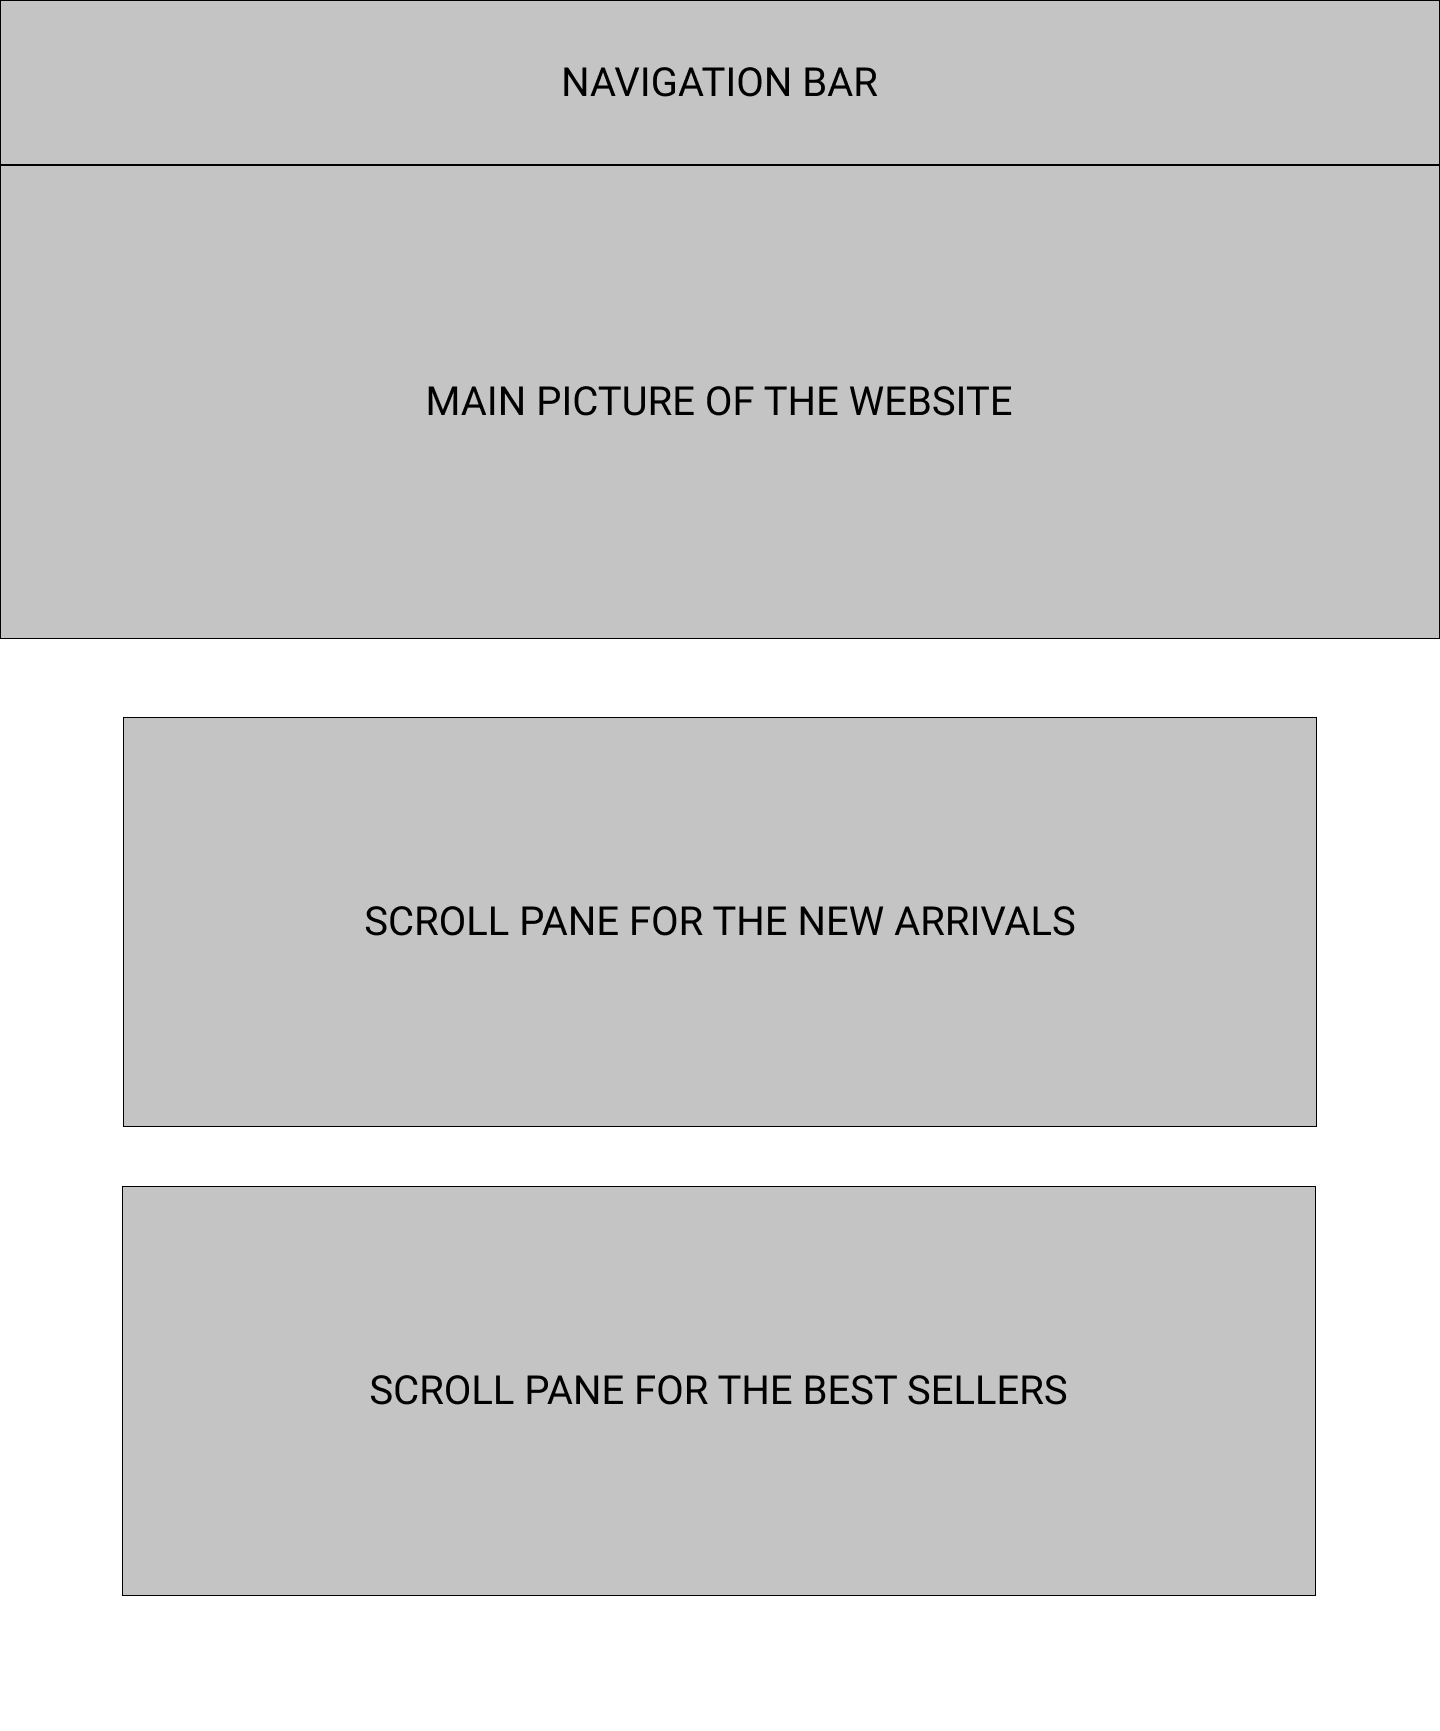 NAVIGATION BAR
MAIN PICTURE OF THE WEBSITE
SCROLL PANE FOR THE NEW ARRIVALS
SCROLL PANE FOR THE BEST SELLERS